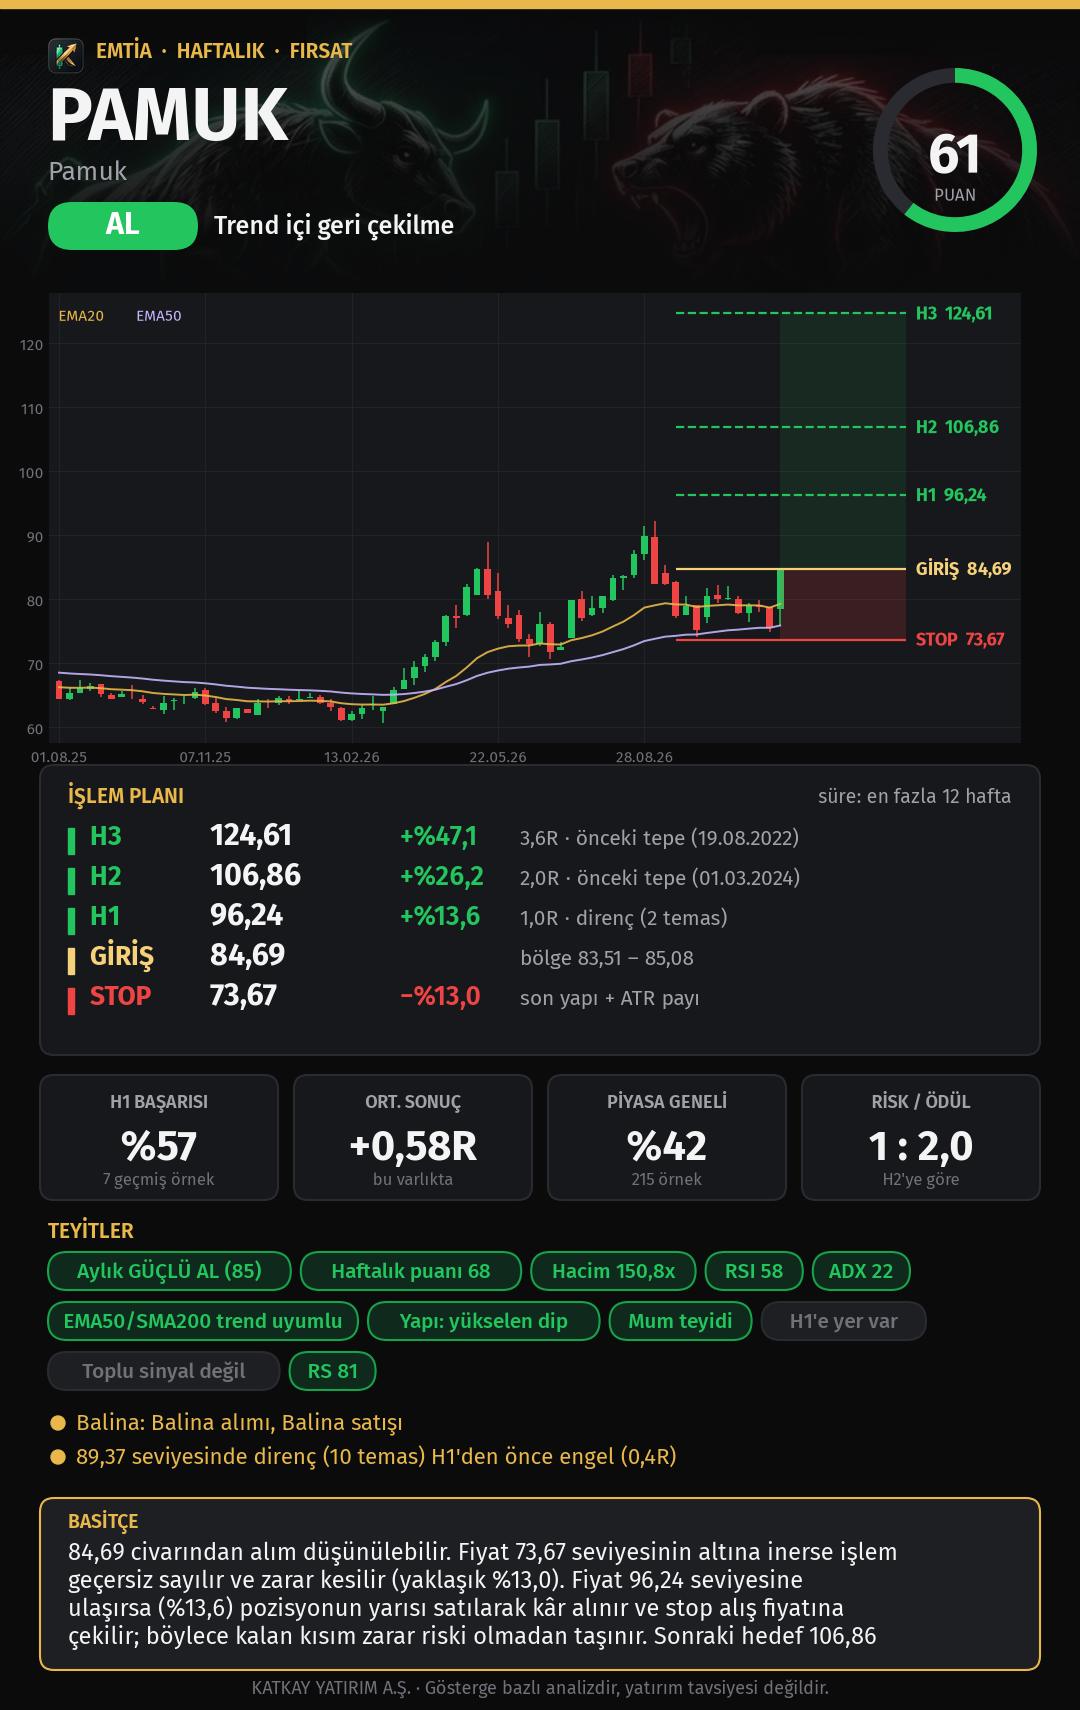 EMTİA · HAFTALIK · FIRSAT
PAMUK
Pamuk
AL Trend içi geri çekilme
61
PUAN
EMA20 EMA50
H3 124,61
120
110
H2 106,86
100
H1 96,24
90
GİRİŞ 84,69
80
STOP 73,67
70
60
01.08.25 07.11.25 13.02.26 22.05.26 28.08.26
İŞLEM PLANI süre: en fazla 12 hafta
H3 124,61 +%47,1 3,6R · önceki tepe (19.08.2022)
H2 106,86 +%26,2 2,0R · önceki tepe (01.03.2024)
H1 96,24 +%13,6 1,0R · direnç (2 temas)
GİRİŞ 84,69 bölge 83,51 – 85,08
STOP 73,67 −%13,0 son yapı + ATR payı
H1 BAŞARISI
%57
7 geçmiş örnek
ORT. SONUÇ
+0,58R
bu varlıkta
PİYASA GENELİ
%42
215 örnek
RİSK / ÖDÜL
1 : 2,0
H2'ye göre
TEYİTLER
Aylık GÜÇLÜ AL (85) Haftalık puanı 68 Hacim 150,8x RSI 58 ADX 22
EMA50/SMA200 trend uyumlu Yapı: yükselen dip Mum teyidi H1'e yer var
Toplu sinyal değil RS 81
Balina: Balina alımı, Balina satışı
89,37 seviyesinde direnç (10 temas) H1'den önce engel (0,4R)
BASİTÇE
84,69 civarından alım düşünülebilir. Fiyat 73,67 seviyesinin altına inerse işlem
geçersiz sayılır ve zarar kesilir (yaklaşık %13,0). Fiyat 96,24 seviyesine
ulaşırsa (%13,6) pozisyonun yarısı satılarak kâr alınır ve stop alış fiyatına
çekilir; böylece kalan kısım zarar riski olmadan taşınır. Sonraki hedef 106,86
KATKAY YATIRIM A.Ş. · Gösterge bazlı analizdir, yatırım tavsiyesi değildir.